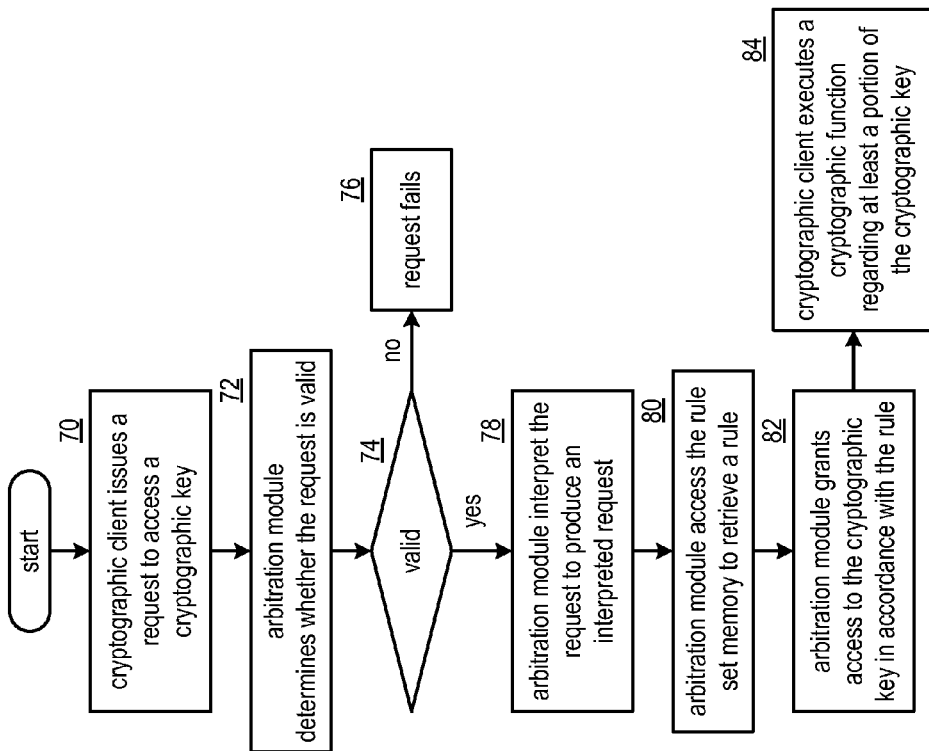 start
70
cryptographic client issues a
request to access a
cryptographic key
72
arbitration module
determines whether the request is valid
74
valid
no
76
request fails
yes
78
arbitration module interpret the
request to produce an
interpreted request
80
arbitration module access the rule
set memory to retrieve a rule
82
arbitration module grants
access to the cryptographic
key in accordance with the rule
84
cryptographic client executes a
cryptographic function
regarding at least a portion of
the cryptographic key